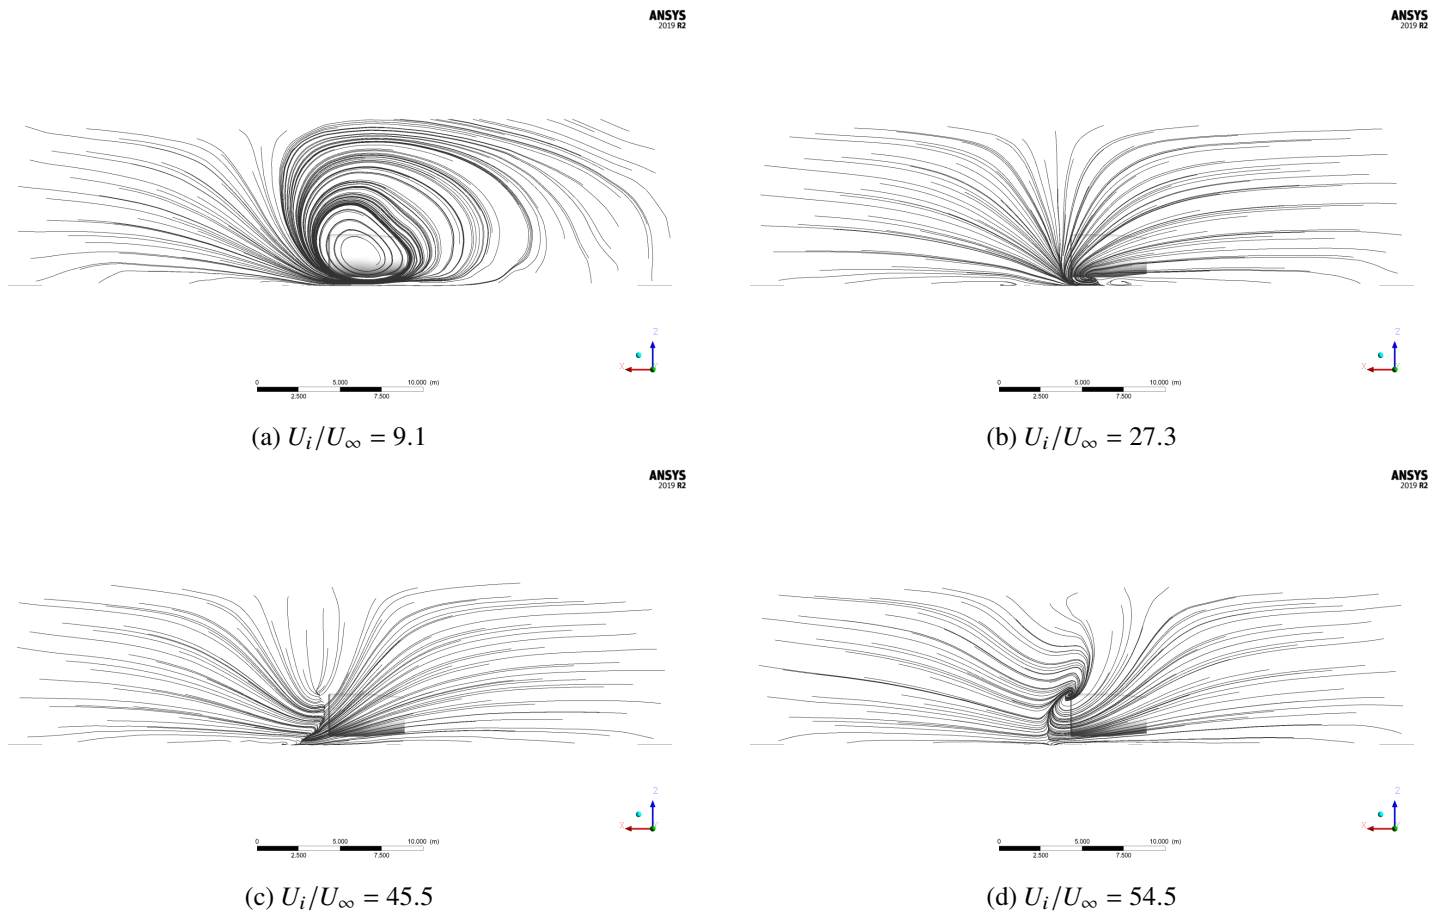 ANSYS
2019 R2
ANSYS
2019 R2
Z
X
Z
X
0 5.000 10.000 (m)
2.500 7.500
0 5.000 10.000 (m)
2.500 7.500
(a) U_i/U_∞ = 9.1
(b) U_i/U_∞ = 27.3
ANSYS
2019 R2
ANSYS
2019 R2
Z
X
Z
X
0 5.000 10.000 (m)
2.500 7.500
0 5.000 10.000 (m)
2.500 7.500
(c) U_i/U_∞ = 45.5
(d) U_i/U_∞ = 54.5